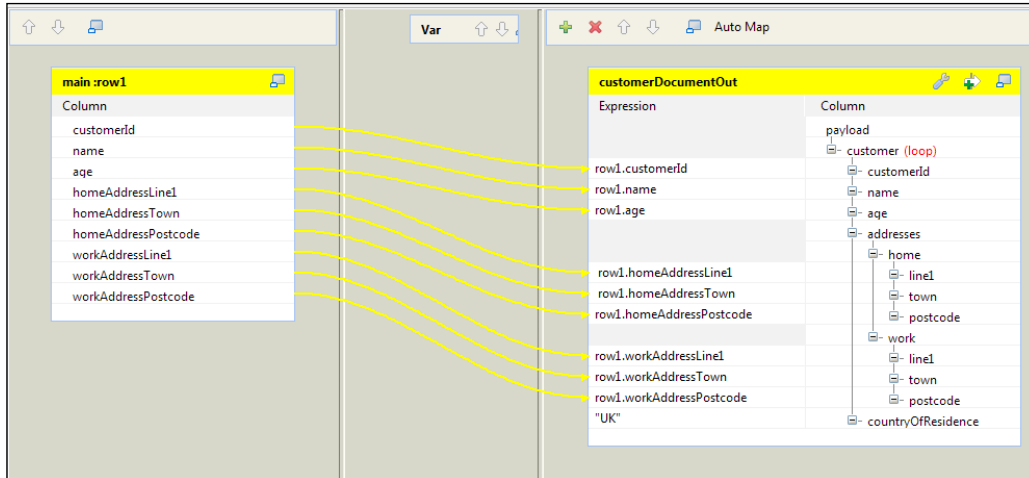 Var
Auto Map
main :row1
Column
customerId
name
age
homeAddressLine1
homeAddressTown
homeAddressPostcode
workAddressLine1
workAddressTown
workAddressPostcode
customerDocumentOut
Expression Column
payload
customer (loop)
row1.customerId customerId
row1.name name
row1.age age
addresses
home
row1.homeAddressLine1 line1
row1.homeAddressTown town
row1.homeAddressPostcode postcode
work
row1.workAddressLine1 line1
row1.workAddressTown town
row1.workAddressPostcode postcode
"UK" countryOfResidence